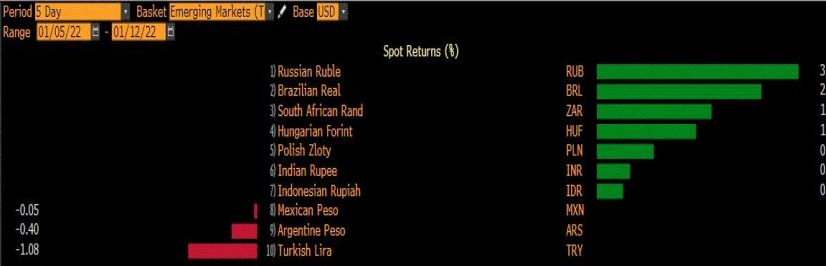 Period 5 Day Basket Emerging Markets (T Base USD
Range 01/05/22 - 01/12/22
Spot Returns (%)
1) Russian Ruble RUB 3
2) Brazilian Real BRL 2
3) South African Rand ZAR 1
4) Hungarian Forint HUF 1
5) Polish Zloty PLN 0
6) Indian Rupee INR 0
7) Indonesian Rupiah IDR 0
-0.05 8) Mexican Peso MXN
-0.40 9) Argentine Peso ARS
-1.08 10) Turkish Lira TRY